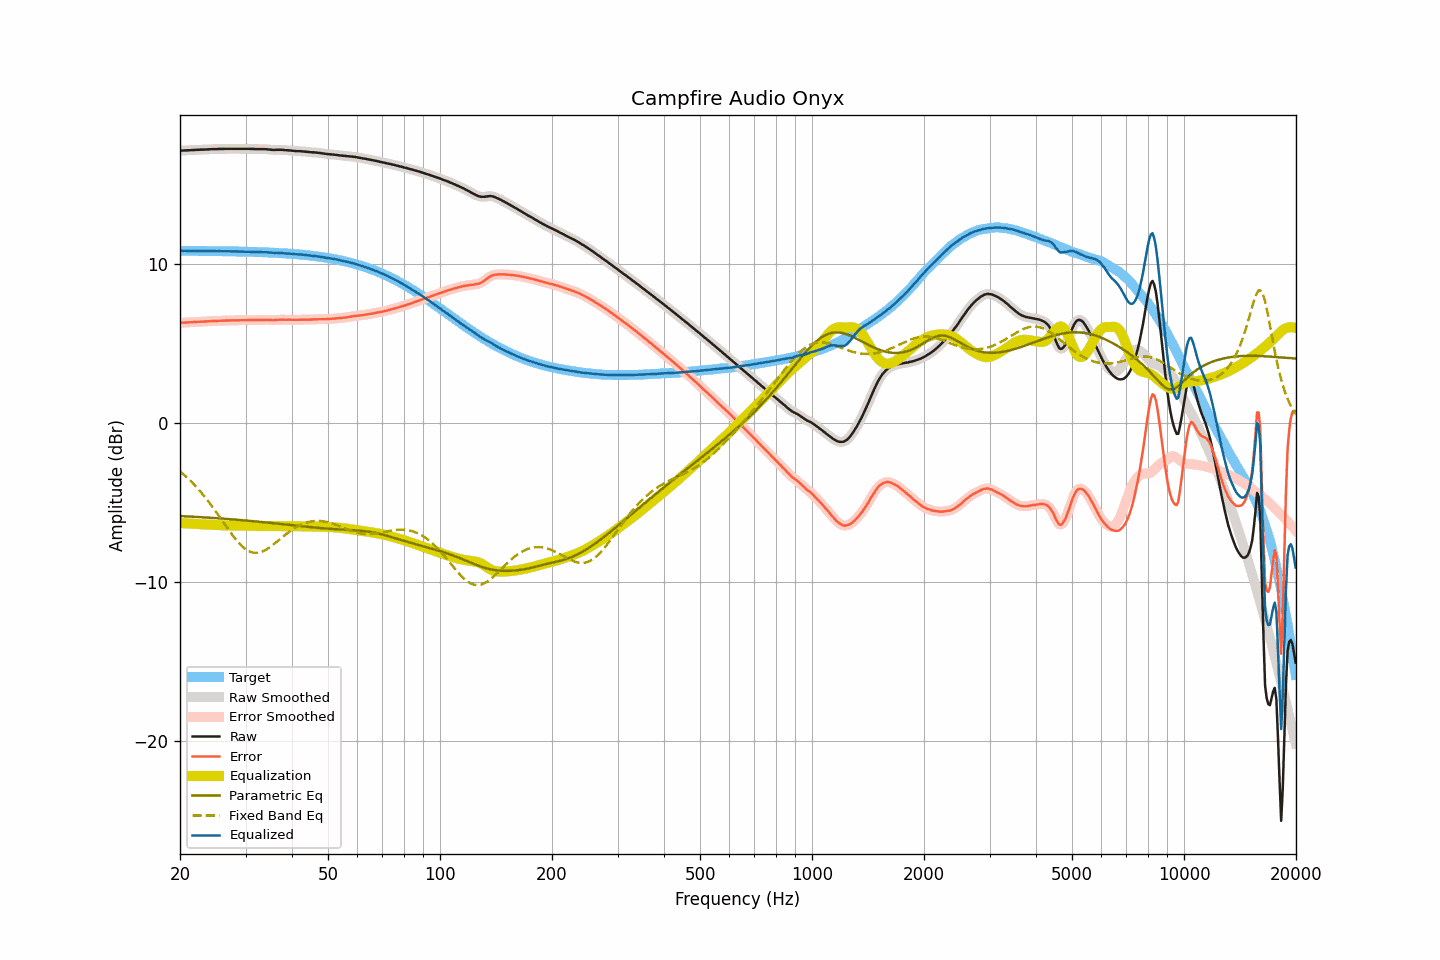 Campfire Audio Onyx
Amplitude (dBr)
10
0
−10
−20
Target
Raw Smoothed
Error Smoothed
Raw
Error
Equalization
Parametric Eq
Fixed Band Eq
Equalized
20 50 100 200 500 1000 2000 5000 10000 20000
Frequency (Hz)